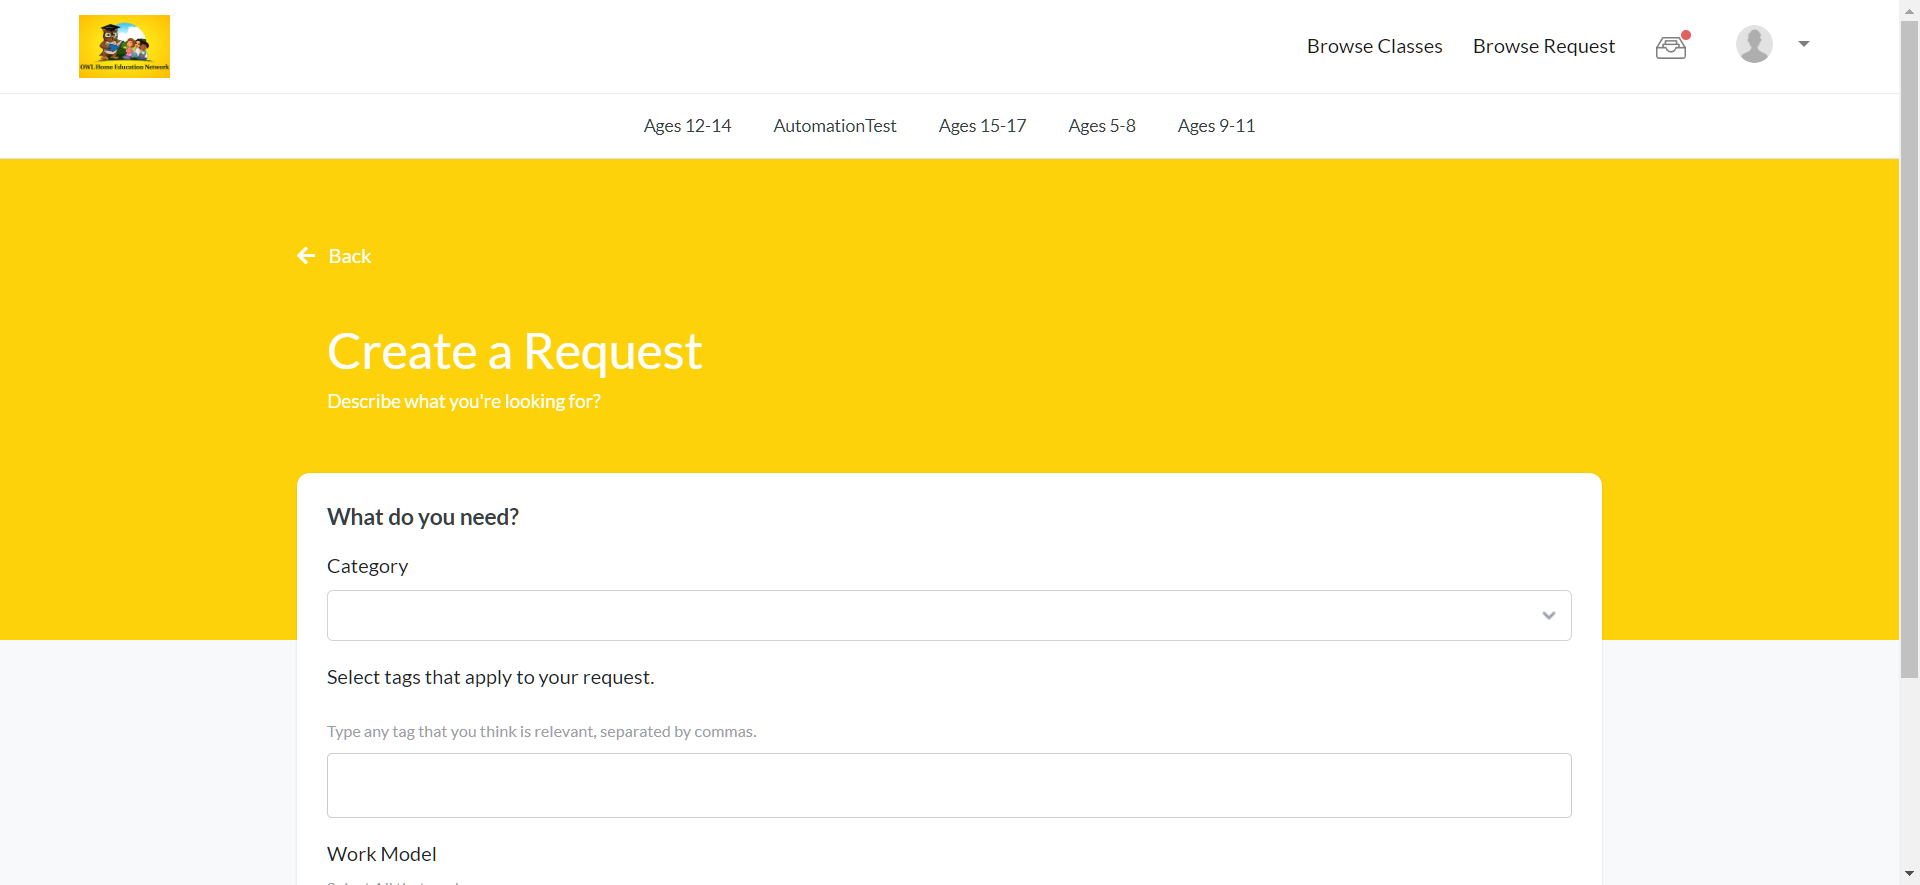 OWL Home Education Network
Browse Classes
Browse Request
Ages 12-14
AutomationTest
Ages 15-17
Ages 5-8
Ages 9-11
Back
Create a Request
Describe what you're looking for?
What do you need?
Category
Select tags that apply to your request.
Type any tag that you think is relevant, separated by commas.
Work Model